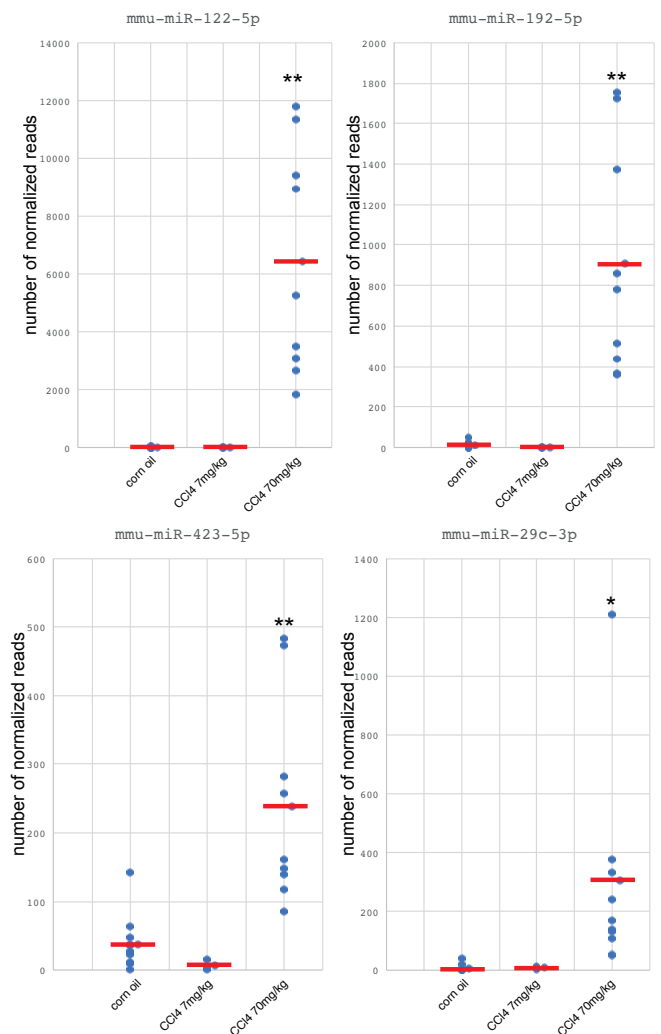 mmu-miR-122-5p
number of normalized reads
14000
12000
10000
8000
6000
4000
2000
0
**
corn oil
CCl4 7mg/kg
CCl4 70mg/kg
mmu-miR-192-5p
number of normalized reads
2000
1800
1600
1400
1200
1000
800
600
400
200
0
**
corn oil
CCl4 7mg/kg
CCl4 70mg/kg
mmu-miR-423-5p
number of normalized reads
600
500
400
300
200
100
0
**
corn oil
CCl4 7mg/kg
CCl4 70mg/kg
mmu-miR-29c-3p
number of normalized reads
1400
1200
1000
800
600
400
200
0
*
corn oil
CCl4 7mg/kg
CCl4 70mg/kg